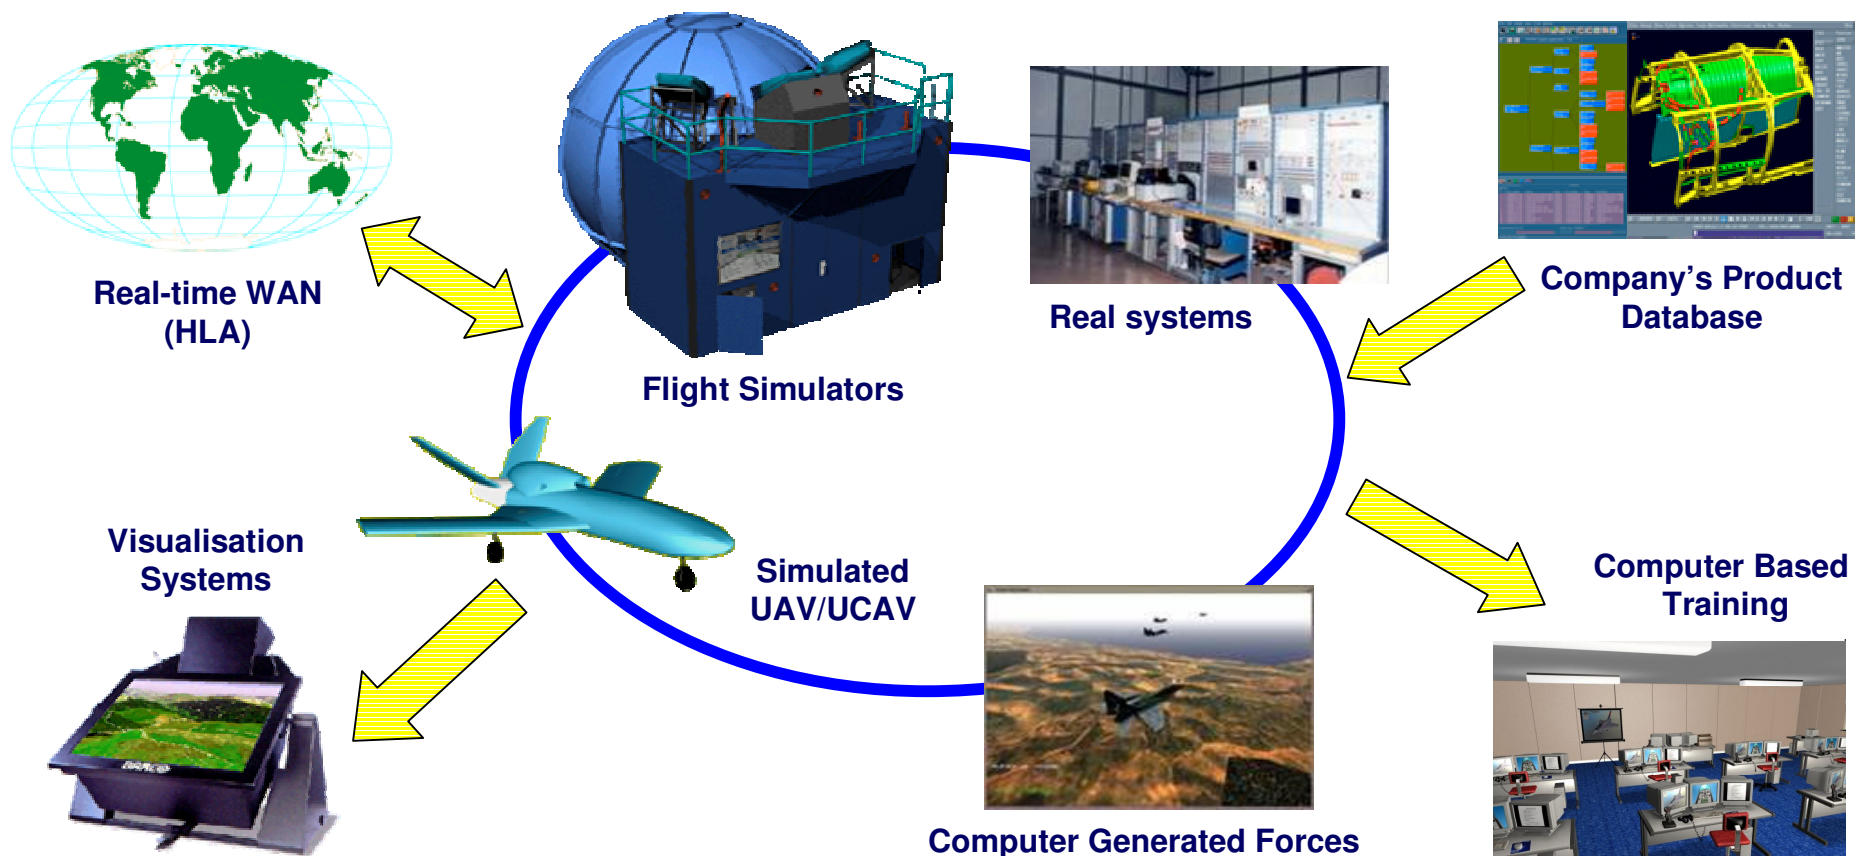 Real-time WAN
(HLA)
Flight Simulators
Real systems
Company's Product
Database
Visualisation
Systems
Simulated
UAV/UCAV
Computer Based
Training
Computer Generated Forces
BARCO